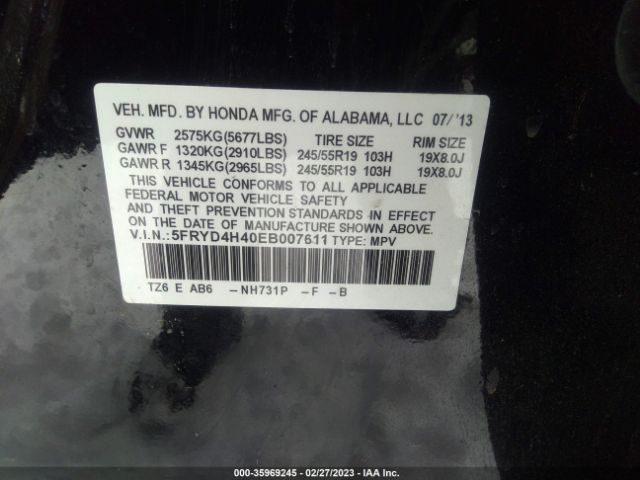 VEH. MFD. BY HONDA MFG. OF ALABAMA, LLC 07/'13
GVWR 2575KG(5677LBS) TIRE SIZE RIM SIZE
GAWR F 1320KG(2910LBS) 245/55R19 103H 19X8.0J
GAWR R 1345KG(2965LBS) 245/55R19 103H 19X8.0J
THIS VEHICLE CONFORMS TO ALL APPLICABLE
FEDERAL MOTOR VEHICLE SAFETY
AND THEFT PREVENTION STANDARDS IN EFFECT
ON THE DATE OF MANUFACTURE SHOWN ABOVE.
V.I.N.:5FRYD4H40EB007611 TYPE: MPV
TZ6 E AB6 –NH731P –F –B
000-35969245 - 02/27/2023 - IAA Inc.